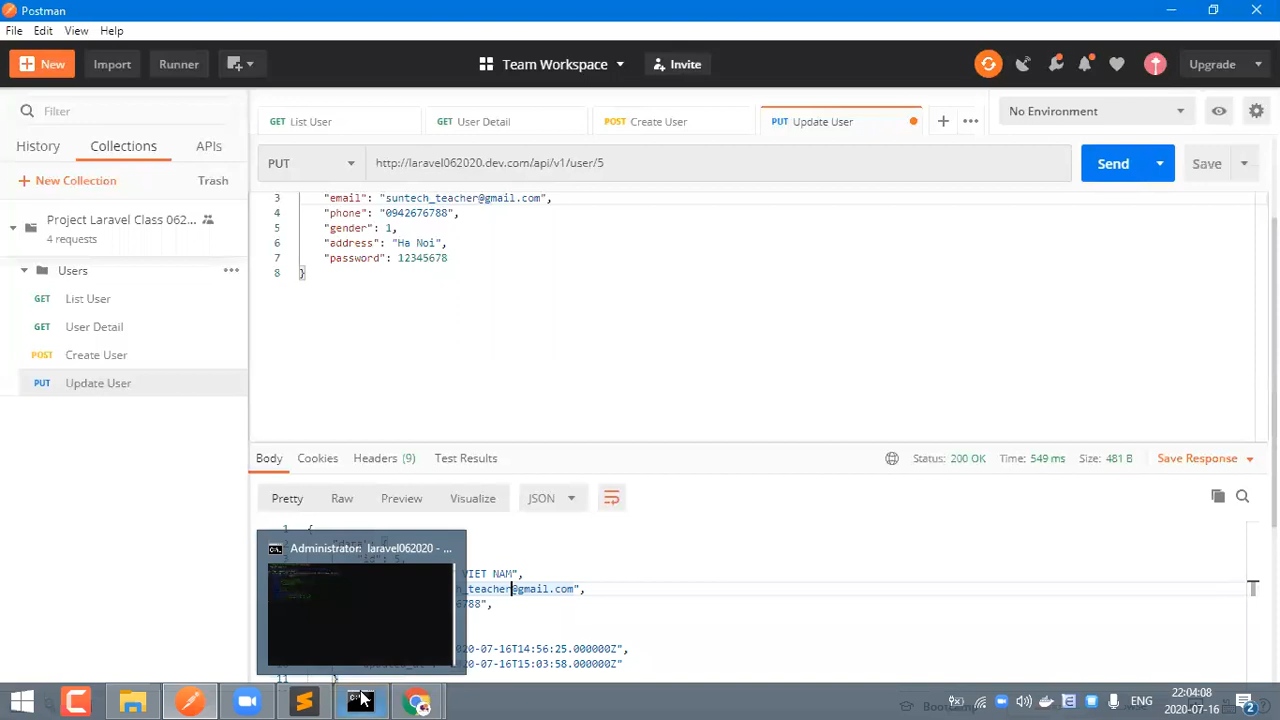 Postman
File Edit View Help
New Import Runner Team Workspace Invite Upgrade
Filter
History Collections APIs
New Collection Trash
Project Laravel Class 062...
4 requests
Users
GET List User
GET User Detail
POST Create User
PUT Update User
GET List User GET User Detail POST Create User PUT Update User No Environment
PUT http://laravel062020.dev.com/api/v1/user/5 Send Save
3 "email": "suntech_teacher@gmail.com",
4 "phone": "0942676788",
5 "gender": 1,
6 "address": "Ha Noi",
7 "password": 12345678
8 }
Body Cookies Headers (9) Test Results Status: 200 OK Time: 549 ms Size: 481 B Save Response
Pretty Raw Preview Visualize JSON
1 {
Administrator: laravel062020 - ...
VIET NAM",
_teacher@gmail.com",
788",
020-07-16T14:56:25.000000Z",
020-07-16T15:03:58.000000Z"
11 }
ENG 22:04:08
2020-07-16 2